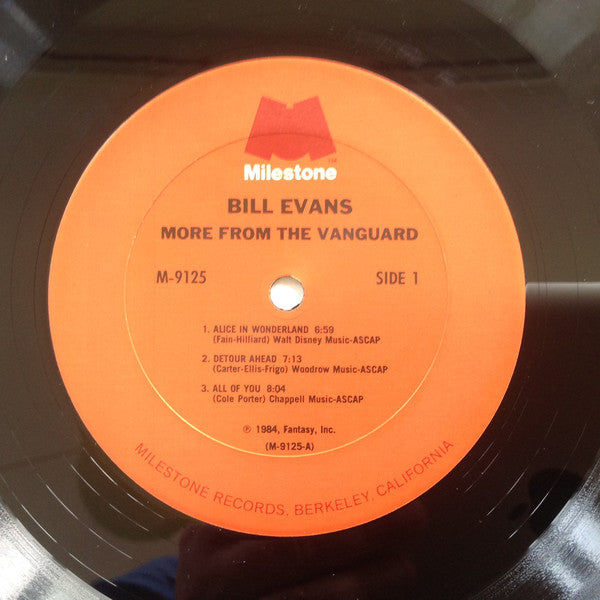 TM
Milestone
BILL EVANS
MORE FROM THE VANGUARD
M-9125 SIDE 1
1. ALICE IN WONDERLAND 6:59
(Fain-Hilliard) Walt Disney Music-ASCAP
2. DETOUR AHEAD 7:13
(Carter-Ellis-Frigo) Woodrow Music-ASCAP
3. ALL OF YOU 8:04
(Cole Porter) Chappell Music-ASCAP
℗ 1984, Fantasy, Inc.
(M-9125-A)
MILESTONE RECORDS, BERKELEY, CALIFORNIA